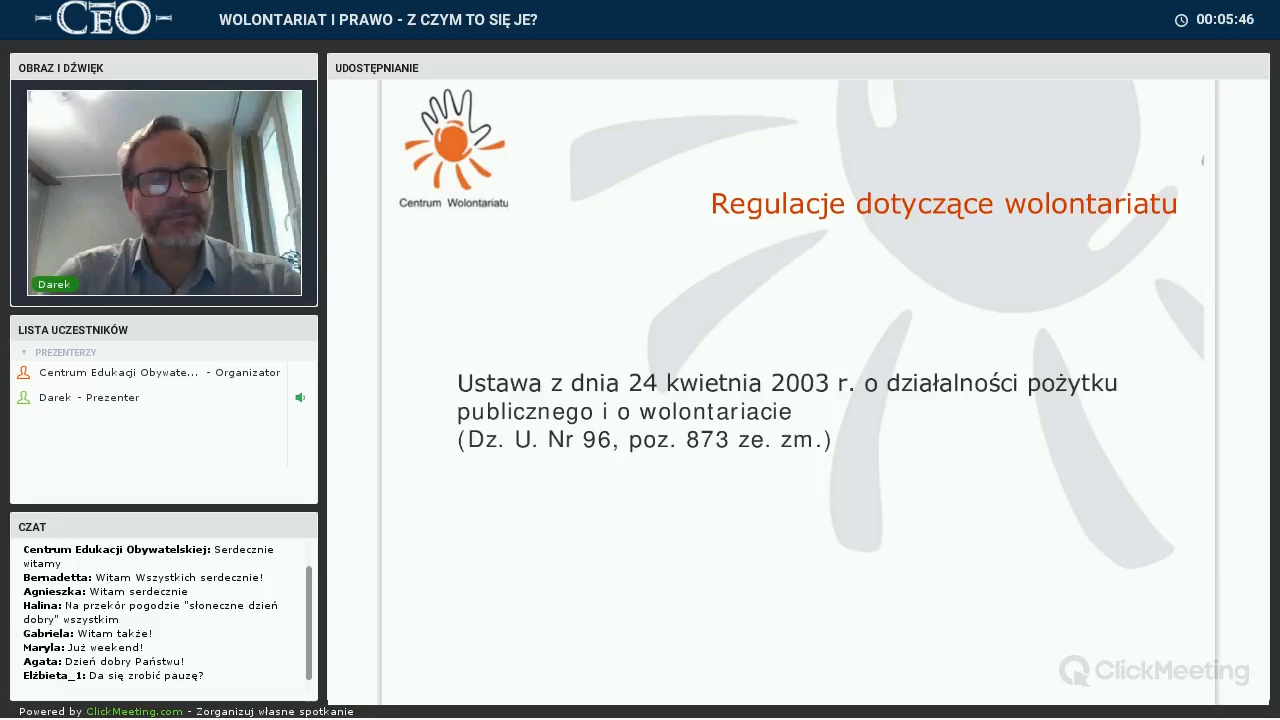 CEO
WOLONTARIAT I PRAWO - Z CZYM TO SIĘ JE?
00:05:46
OBRAZ I DŹWIĘK
Darek
LISTA UCZESTNIKÓW
PREZENTERZY
Centrum Edukacji Obywate... - Organizator
Darek - Prezenter
CZAT
Centrum Edukacji Obywatelskiej: Serdecznie
witamy
Bernadetta: Witam Wszystkich serdecznie!
Agnieszka: Witam serdecznie
Halina: Na przekór pogodzie "słoneczne dzień
dobry" wszystkim
Gabriela: Witam także!
Maryla: Już weekend!
Agata: Dzień dobry Państwu!
Elżbieta_1: Da się zrobić pauzę?
Powered by ClickMeeting.com - Zorganizuj własne spotkanie
UDOSTĘPNIANIE
Centrum Wolontariatu
Regulacje dotyczące wolontariatu
Ustawa z dnia 24 kwietnia 2003 r. o działalności pożytku
publicznego i o wolontariacie
(Dz. U. Nr 96, poz. 873 ze. zm.)
ClickMeeting